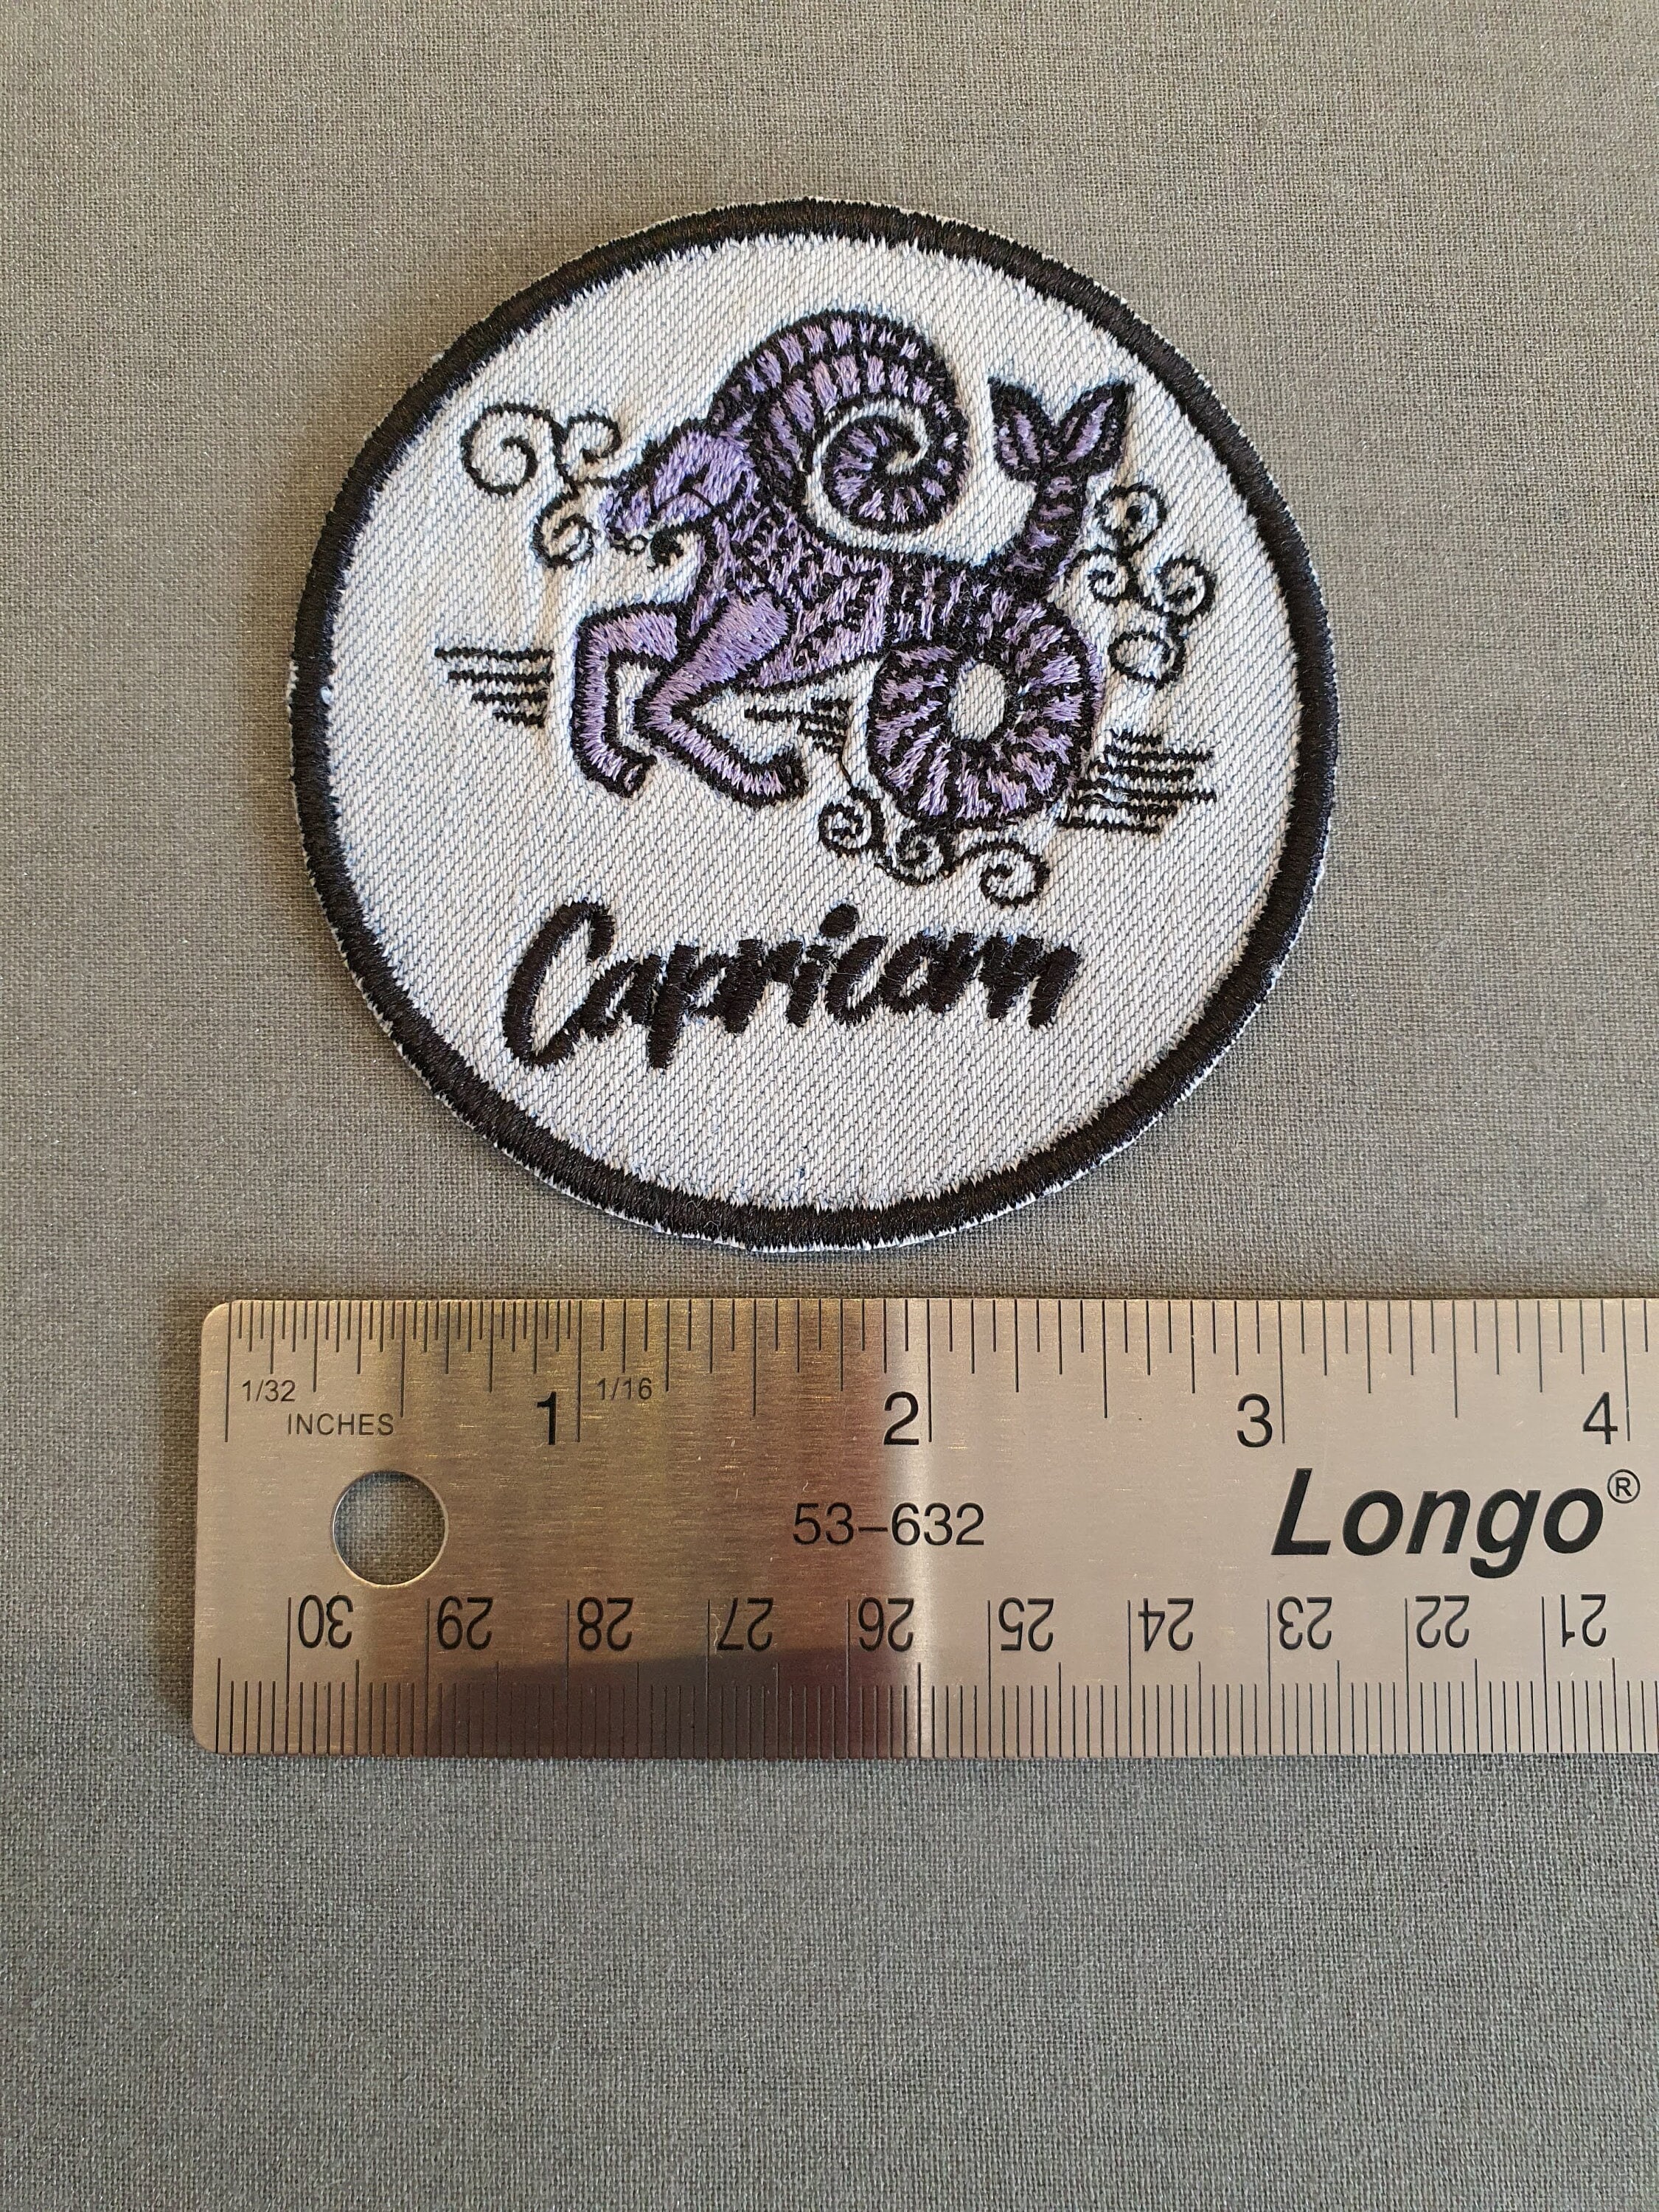 Capricorn
1/32 1 1/16 2 3 4
INCHES
53-632 Longo®
30 29 28 27 26 25 24 23 22 21